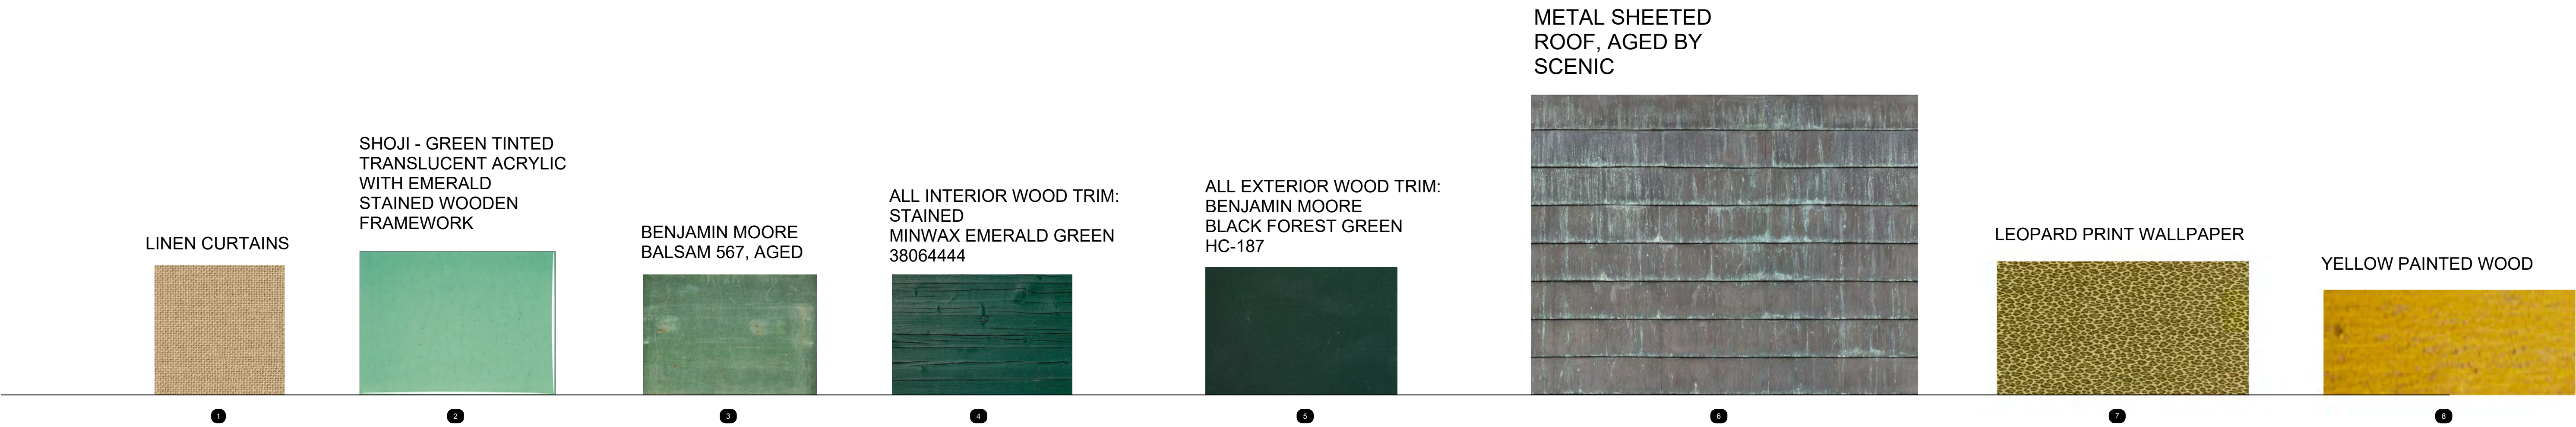 LINEN CURTAINS
SHOJI - GREEN TINTED
TRANSLUCENT ACRYLIC
WITH EMERALD
STAINED WOODEN
FRAMEWORK
BENJAMIN MOORE
BALSAM 567, AGED
ALL INTERIOR WOOD TRIM:
STAINED
MINWAX EMERALD GREEN
38064444
ALL EXTERIOR WOOD TRIM:
BENJAMIN MOORE
BLACK FOREST GREEN
HC-187
METAL SHEETED
ROOF, AGED BY
SCENIC
LEOPARD PRINT WALLPAPER
YELLOW PAINTED WOOD
1
2
3
4
5
6
7
8